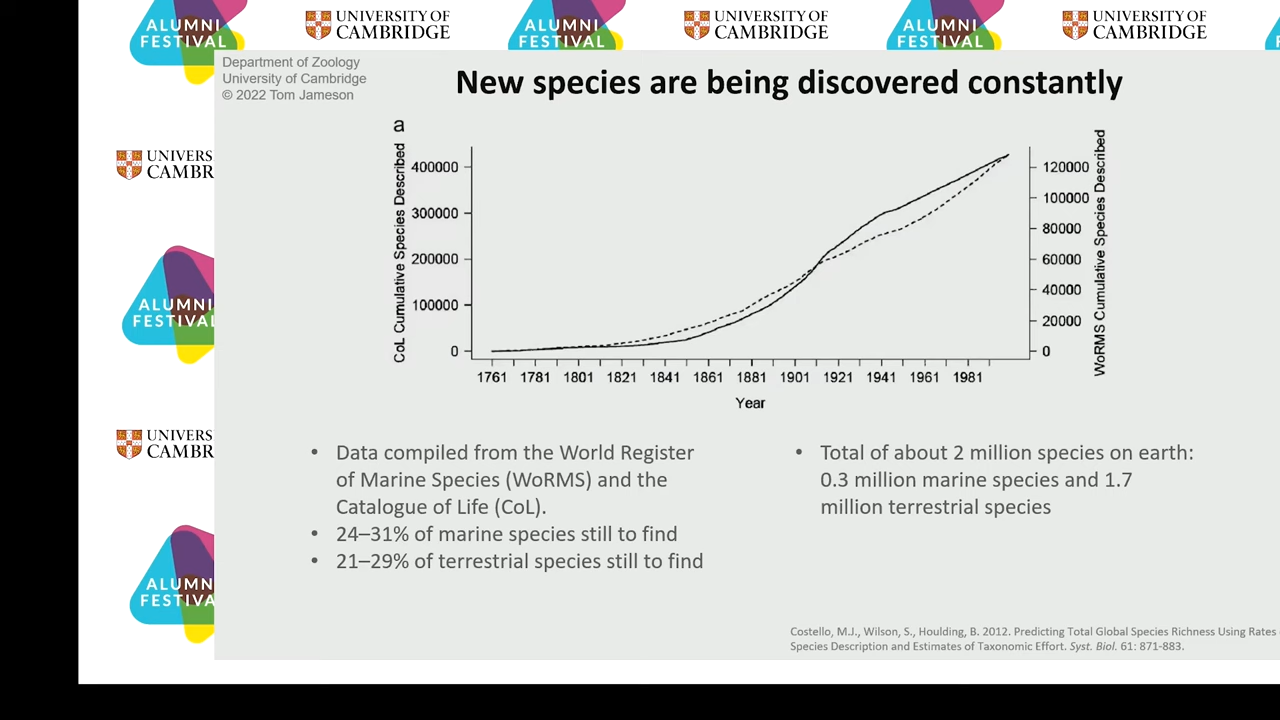 ALUMNI
FESTIVAL
UNIVERSITY OF
CAMBRIDGE
ALUMNI
FESTIVAL
UNIVERSITY OF
CAMBRIDGE
ALUMNI
FESTIVAL
UNIVERSITY OF
CAMBRIDGE
Department of Zoology
University of Cambridge
© 2022 Tom Jameson
New species are being discovered constantly
UNIVERS
CAMBR
ALUMNI
FESTIVAL
UNIVERS
CAMBR
ALUMN
FESTIVA
a
CoL Cumulative Species Described
400000
300000
200000
100000
0
WoRMS Cumulative Species Described
120000
100000
80000
60000
40000
20000
0
1761 1781 1801 1821 1841 1861 1881 1901 1921 1941 1961 1981
Year
• Data compiled from the World Register
of Marine Species (WoRMS) and the
Catalogue of Life (CoL).
• 24–31% of marine species still to find
• 21–29% of terrestrial species still to find
• Total of about 2 million species on earth:
0.3 million marine species and 1.7
million terrestrial species
Costello, M.J., Wilson, S., Houlding, B. 2012. Predicting Total Global Species Richness Using Rates
Species Description and Estimates of Taxonomic Effort. Syst. Biol. 61: 871-883.